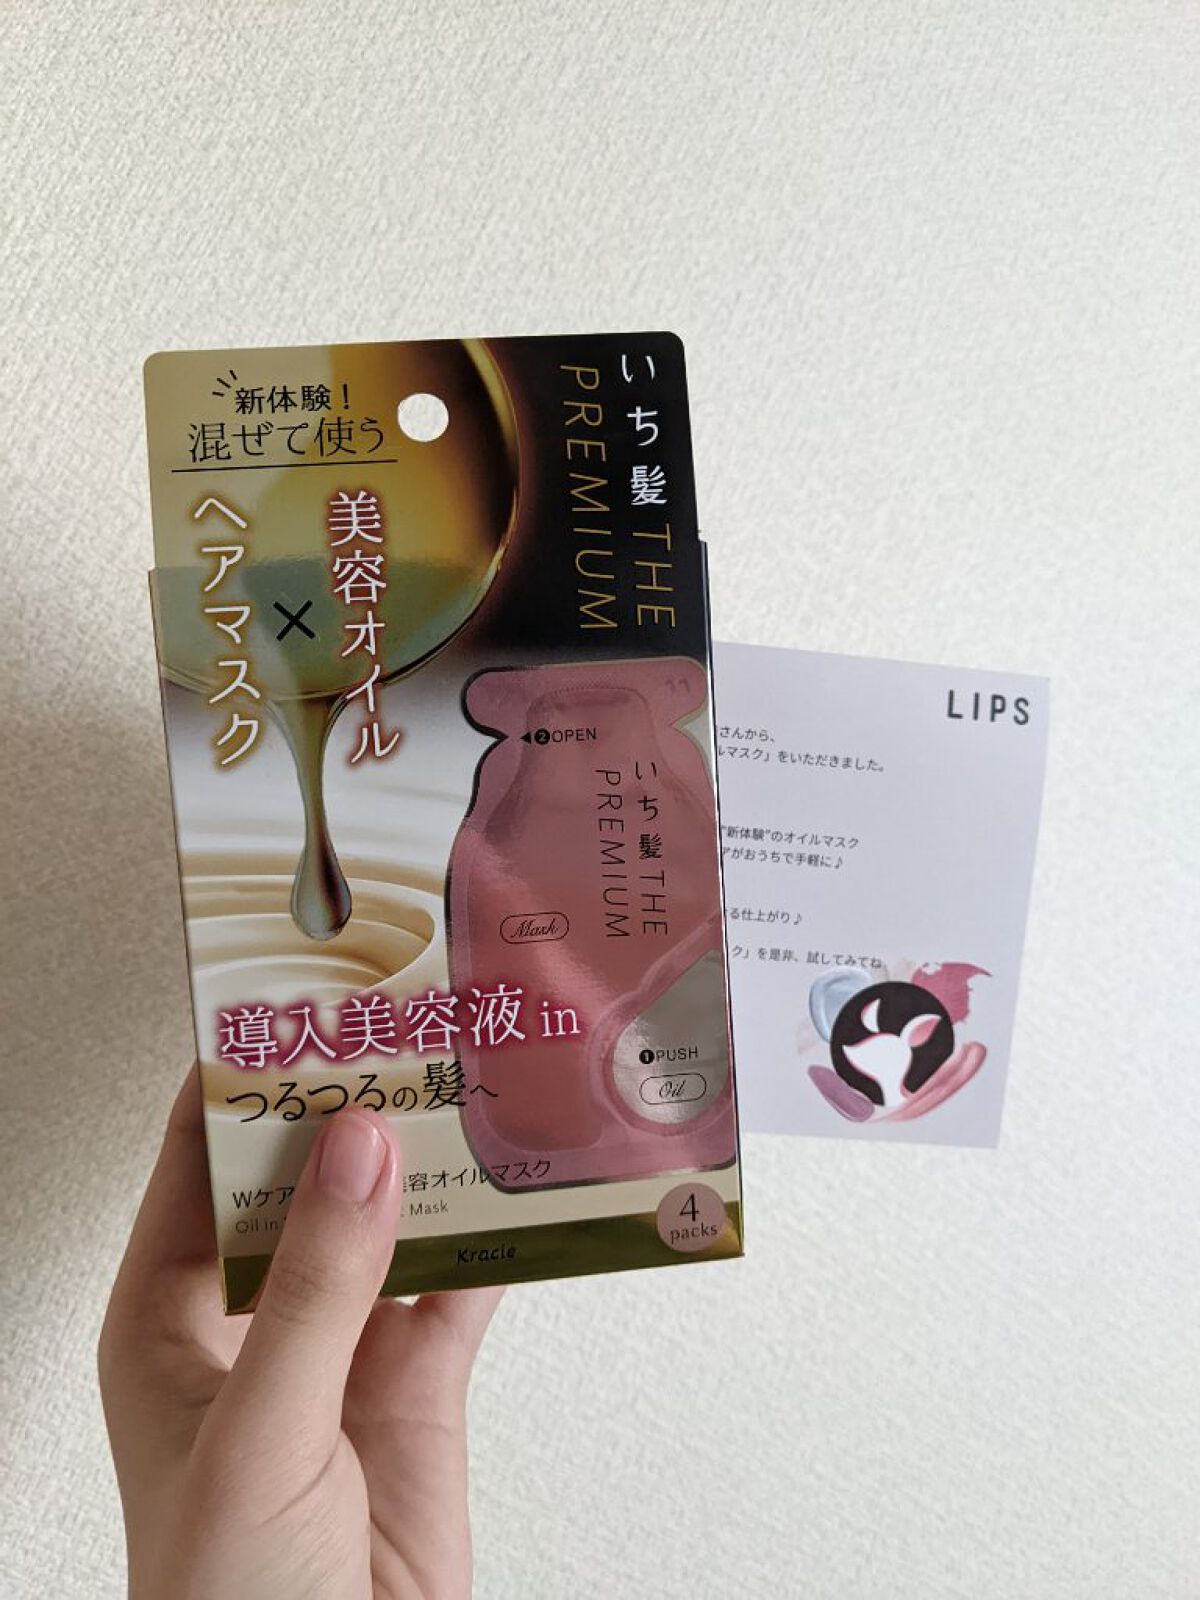 新体験！
混ぜて使う
美容オイル
×
ヘアマスク
いち髪 THE
PREMIUM
◀❷OPEN
いち髪 THE
PREMIUM
Mask
❶PUSH
Oil
導入美容液 in
つるつるの髪へ
Wケア
容オイルマスク
Oil in
Mask
4
packs
Kracie
LIPS
さんから、
ルマスク」をいただきました。
"新体験"のオイルマスク
アがおうちで手軽に♪
る仕上がり♪
ク」を是非、試してみてね